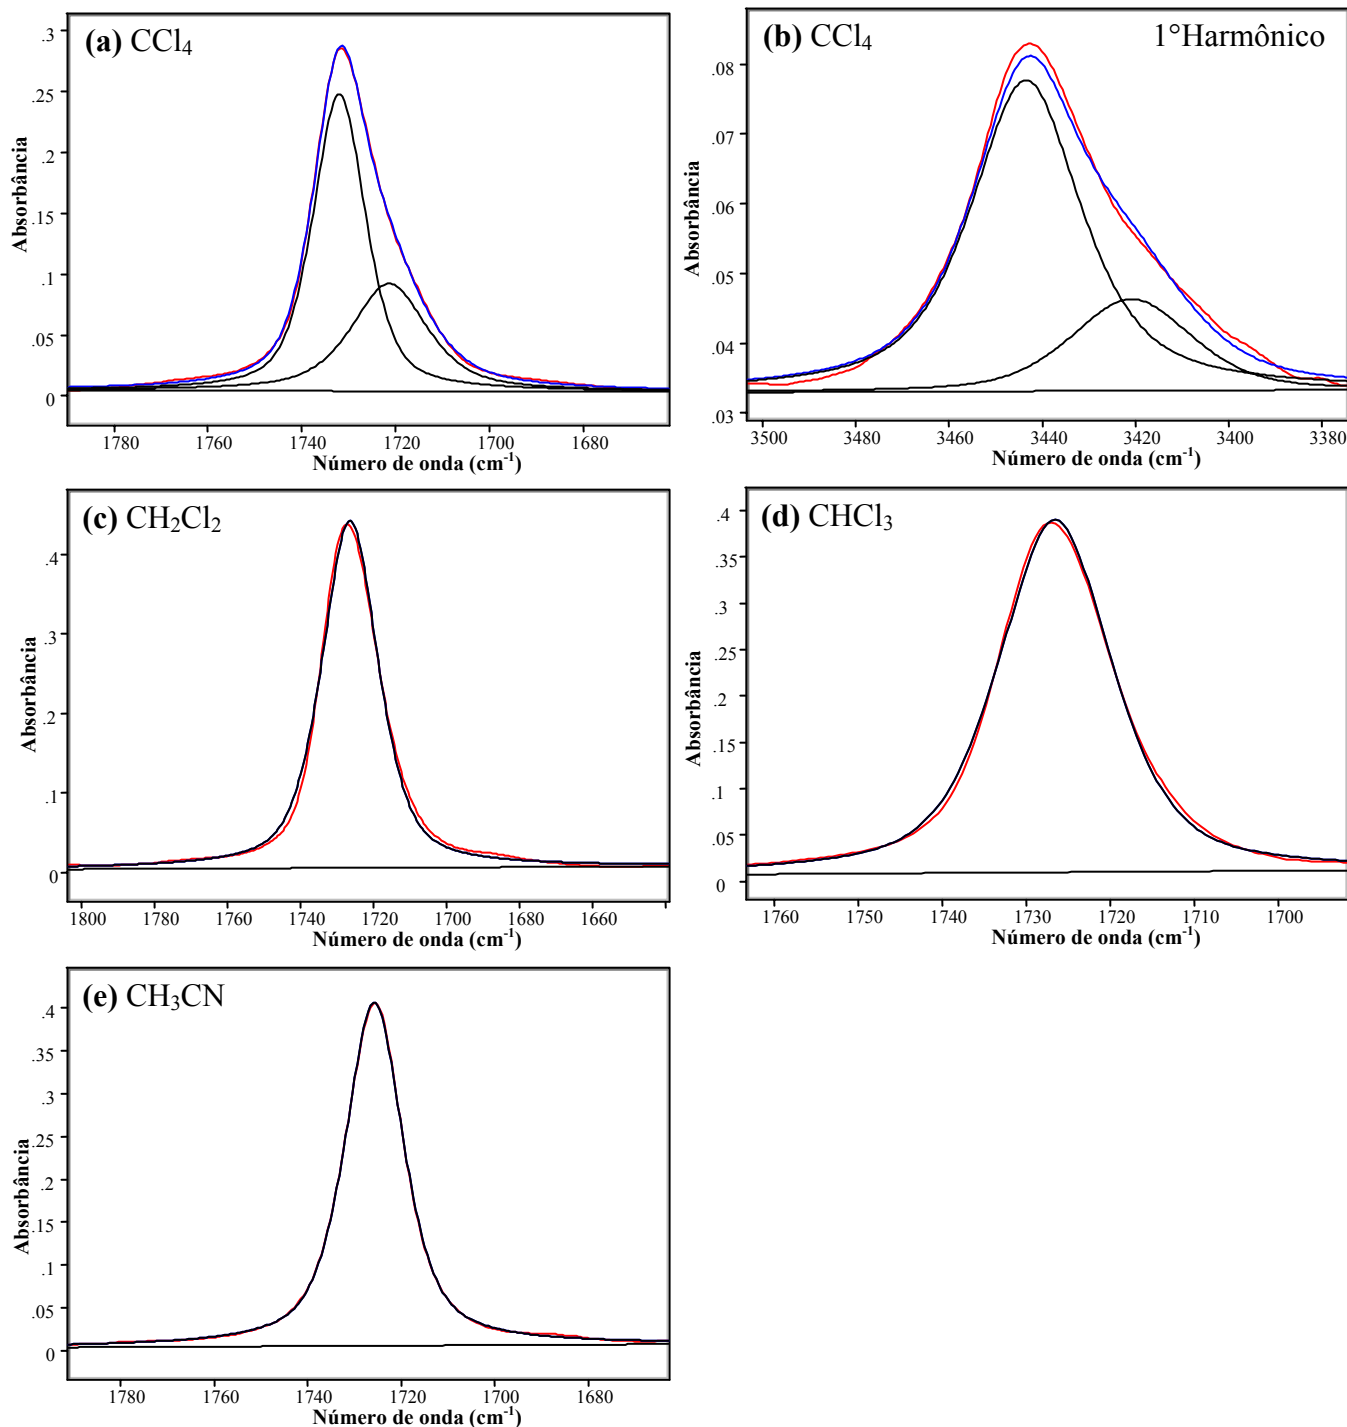 (a) CCl4
.3
.25
.2
.15
.1
.05
0
Absorbância
1780 1760 1740 1720 1700 1680
Número de onda (cm-1)
(b) CCl4 1°Harmônico
.08
.07
.06
.05
.04
.03
Absorbância
3500 3480 3460 3440 3420 3400 3380
Número de onda (cm-1)
(c) CH2Cl2
.4
.3
.2
.1
0
Absorbância
1800 1780 1760 1740 1720 1700 1680 1660
Número de onda (cm-1)
(d) CHCl3
.4
.35
.3
.25
.2
.15
.1
.05
0
Absorbância
1760 1750 1740 1730 1720 1710 1700
Número de onda (cm-1)
(e) CH3CN
.4
.35
.3
.25
.2
.15
.1
.05
0
Absorbância
1780 1760 1740 1720 1700 1680
Número de onda (cm-1)